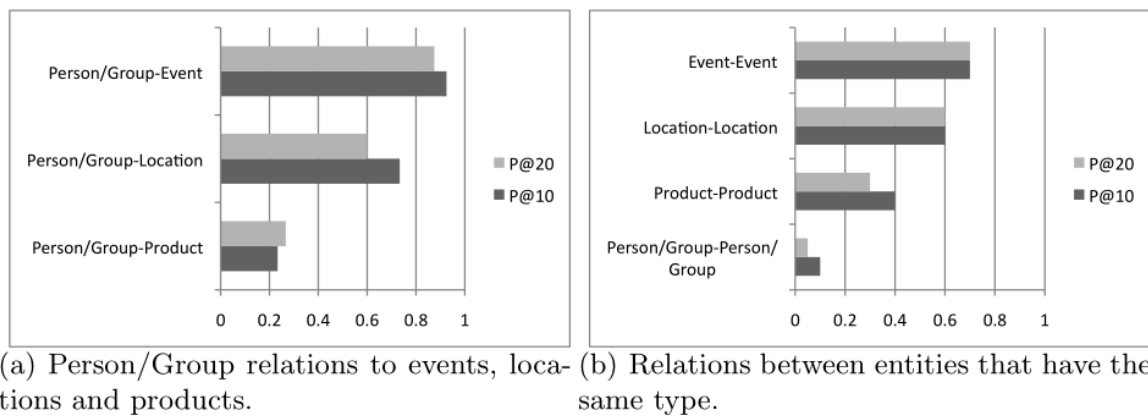 Person/Group-Event
Person/Group-Location
Person/Group-Product
0 0.2 0.4 0.6 0.8 1
P@20
P@10
(a) Person/Group relations to events, loca-
tions and products.
Event-Event
Location-Location
Product-Product
Person/Group-Person/
Group
0 0.2 0.4 0.6 0.8 1
P@20
P@10
(b) Relations between entities that have the
same type.